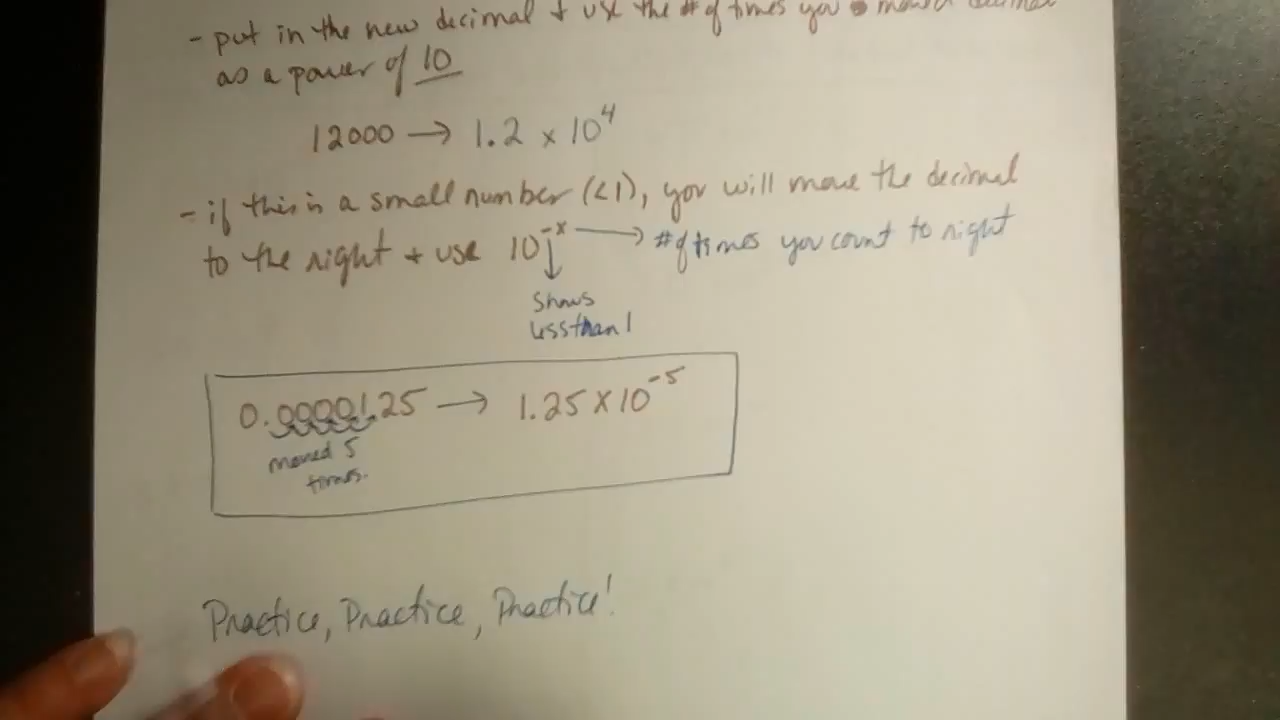 - put in the new decimal + use the # of times you move decimal
as a power of 10
12000 → 1.2 x 10⁴
- if this is a small number (<1), you will move the decimal
to the right + use 10⁻ˣ → # of times you count to right
↓
shows
less than 1
0.00001.25 → 1.25 x 10⁻⁵
moved 5
times.
Practice, Practice, Practice!